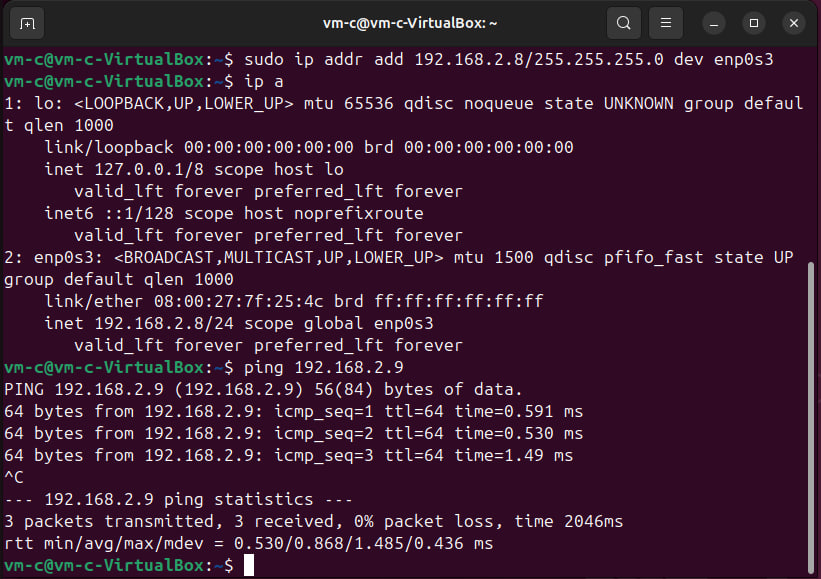 vm-c@vm-c-VirtualBox: ~
vm-c@vm-c-VirtualBox:~$ sudo ip addr add 192.168.2.8/255.255.255.0 dev enp0s3
vm-c@vm-c-VirtualBox:~$ ip a
1: lo: <LOOPBACK,UP,LOWER_UP> mtu 65536 qdisc noqueue state UNKNOWN group defaul
t qlen 1000
    link/loopback 00:00:00:00:00:00 brd 00:00:00:00:00:00
    inet 127.0.0.1/8 scope host lo
       valid_lft forever preferred_lft forever
    inet6 ::1/128 scope host noprefixroute
       valid_lft forever preferred_lft forever
2: enp0s3: <BROADCAST,MULTICAST,UP,LOWER_UP> mtu 1500 qdisc pfifo_fast state UP
group default qlen 1000
    link/ether 08:00:27:7f:25:4c brd ff:ff:ff:ff:ff:ff
    inet 192.168.2.8/24 scope global enp0s3
       valid_lft forever preferred_lft forever
vm-c@vm-c-VirtualBox:~$ ping 192.168.2.9
PING 192.168.2.9 (192.168.2.9) 56(84) bytes of data.
64 bytes from 192.168.2.9: icmp_seq=1 ttl=64 time=0.591 ms
64 bytes from 192.168.2.9: icmp_seq=2 ttl=64 time=0.530 ms
64 bytes from 192.168.2.9: icmp_seq=3 ttl=64 time=1.49 ms
^C
--- 192.168.2.9 ping statistics ---
3 packets transmitted, 3 received, 0% packet loss, time 2046ms
rtt min/avg/max/mdev = 0.530/0.868/1.485/0.436 ms
vm-c@vm-c-VirtualBox:~$